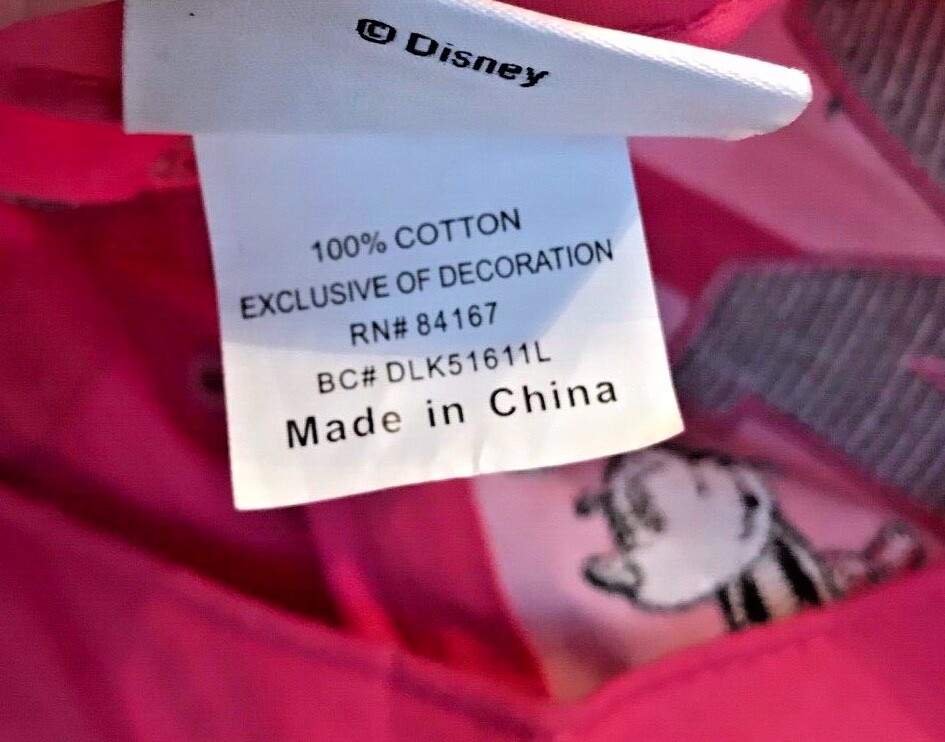 © Disney
100% COTTON
EXCLUSIVE OF DECORATION
RN# 84167
BC# DLK51611L
Made in China